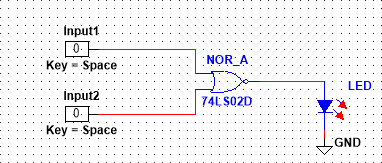 Input1
0
Key = Space
NOR_A
74LS02D
LED
Input2
0
Key = Space
GND